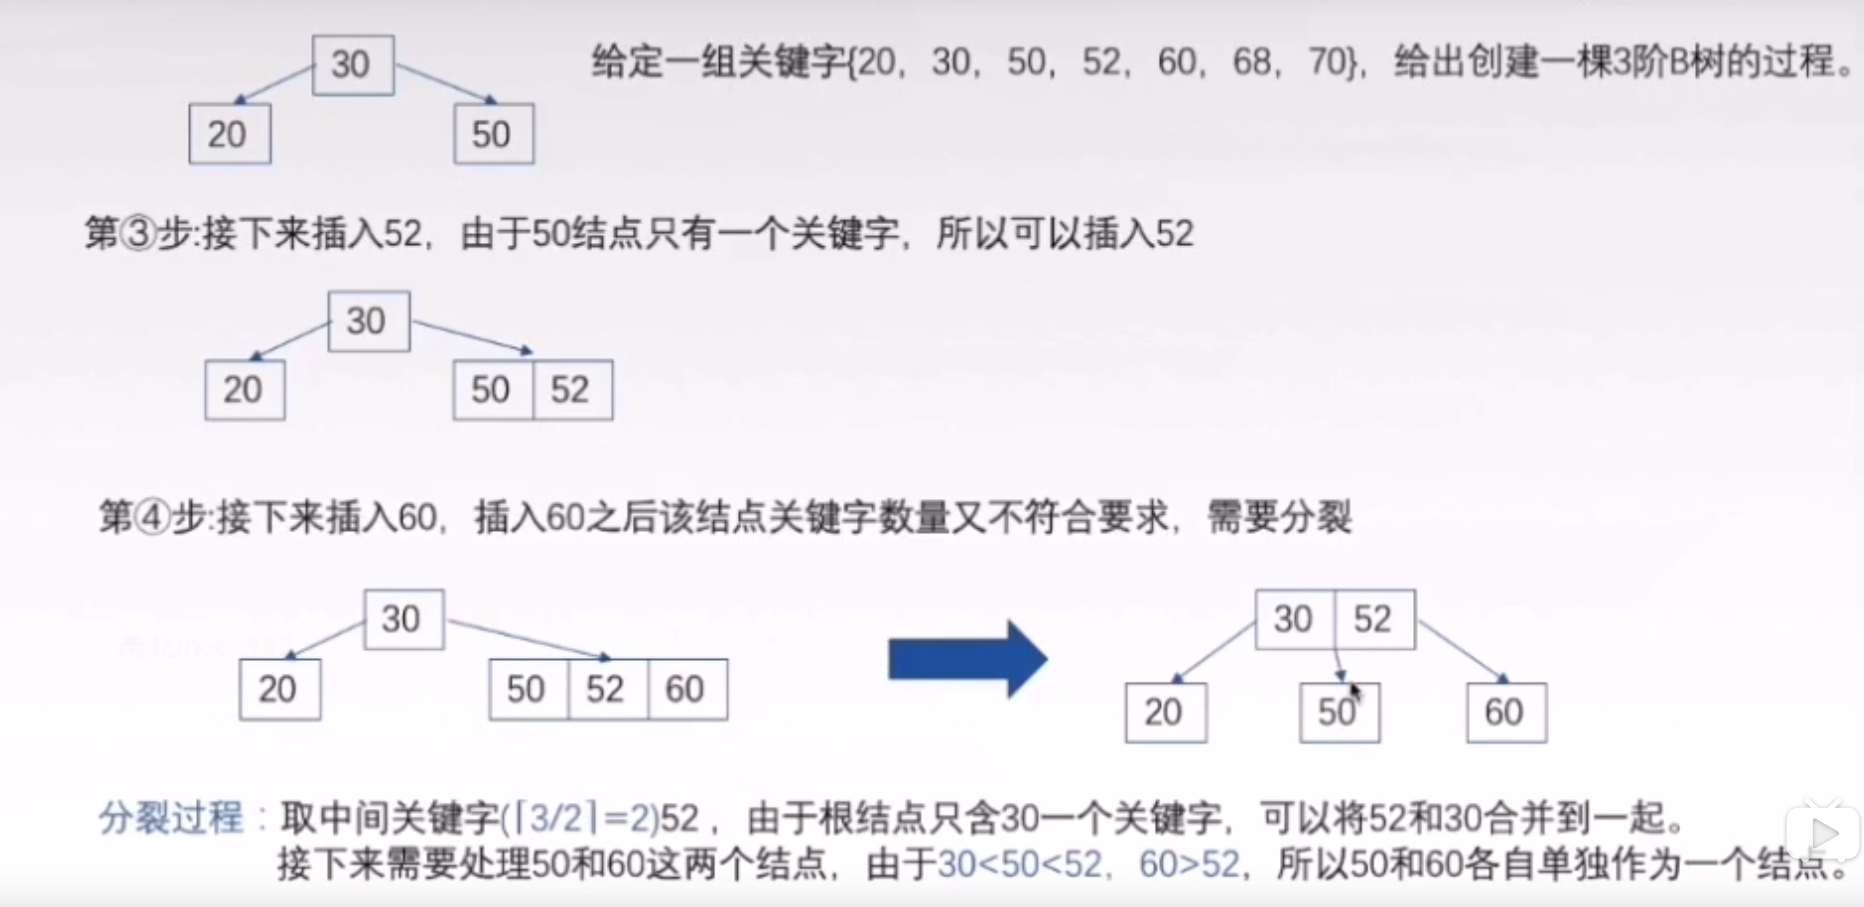 30
给定一组关键字{20，30，50，52，60，68，70}，给出创建一棵3阶B树的过程。
20 50
第③步:接下来插入52，由于50结点只有一个关键字，所以可以插入52
30
20 50 52
第④步:接下来插入60，插入60之后该结点关键字数量又不符合要求，需要分裂
30 30 52
20 50 52 60 20 50 60
分裂过程：取中间关键字(⌈3/2⌉=2)52，由于根结点只含30一个关键字，可以将52和30合并到一起。
接下来需要处理50和60这两个结点，由于30<50<52，60>52，所以50和60各自单独作为一个结点。